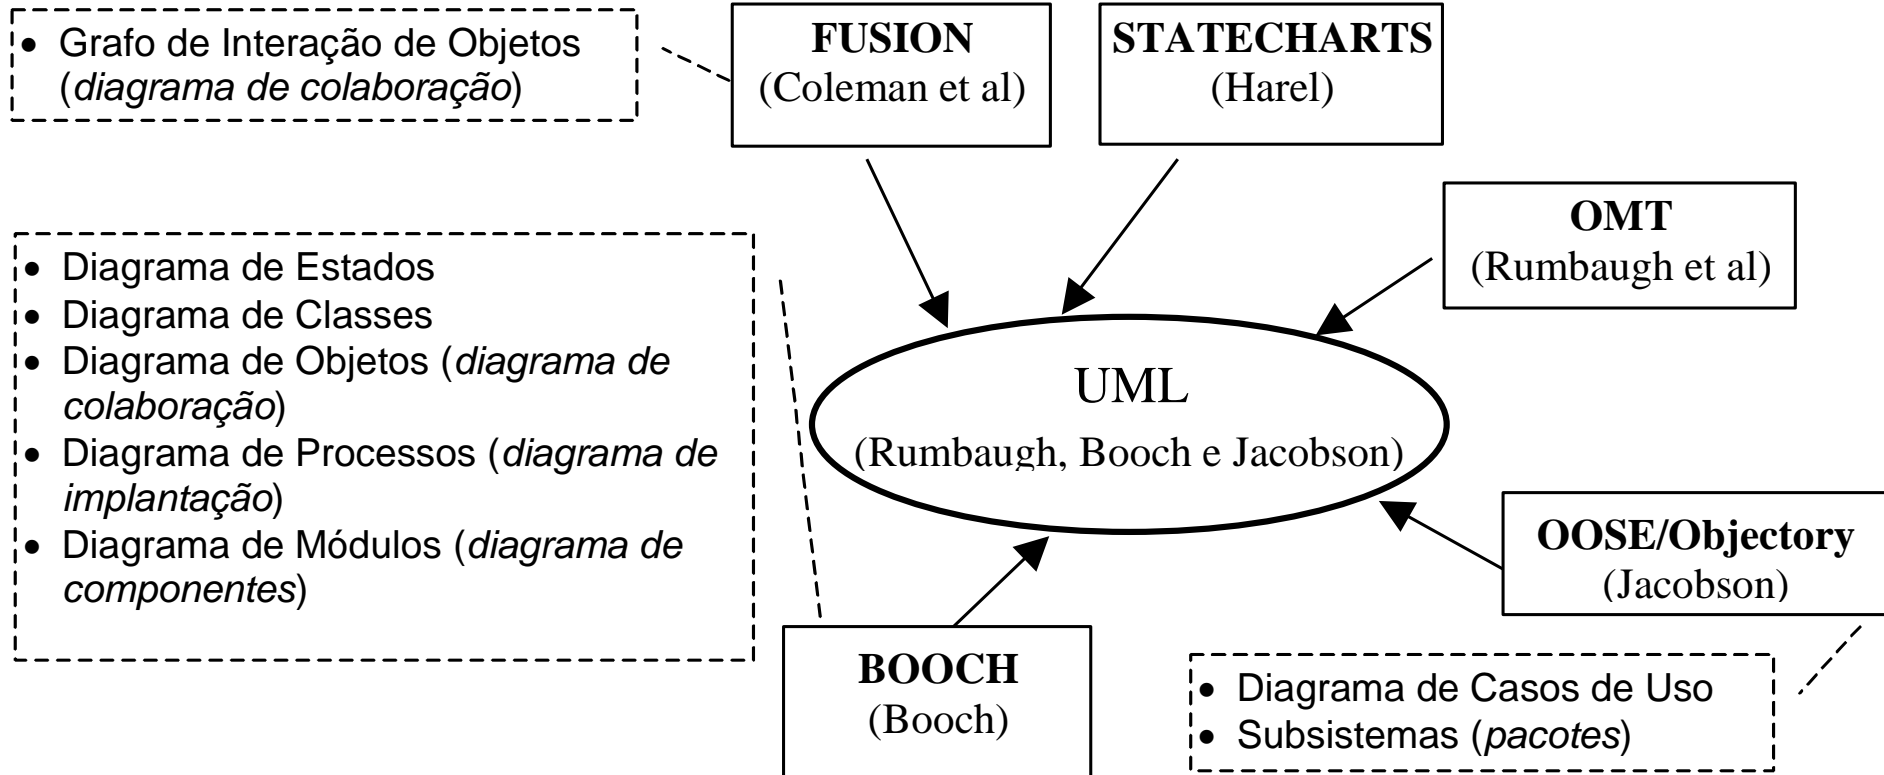 • Grafo de Interação de Objetos
(diagrama de colaboração)
FUSION
(Coleman et al)
STATECHARTS
(Harel)
OMT
(Rumbaugh et al)
• Diagrama de Estados
• Diagrama de Classes
• Diagrama de Objetos (diagrama de
colaboração)
• Diagrama de Processos (diagrama de
implantação)
• Diagrama de Módulos (diagrama de
componentes)
UML
(Rumbaugh, Booch e Jacobson)
OOSE/Objectory
(Jacobson)
BOOCH
(Booch)
• Diagrama de Casos de Uso
• Subsistemas (pacotes)